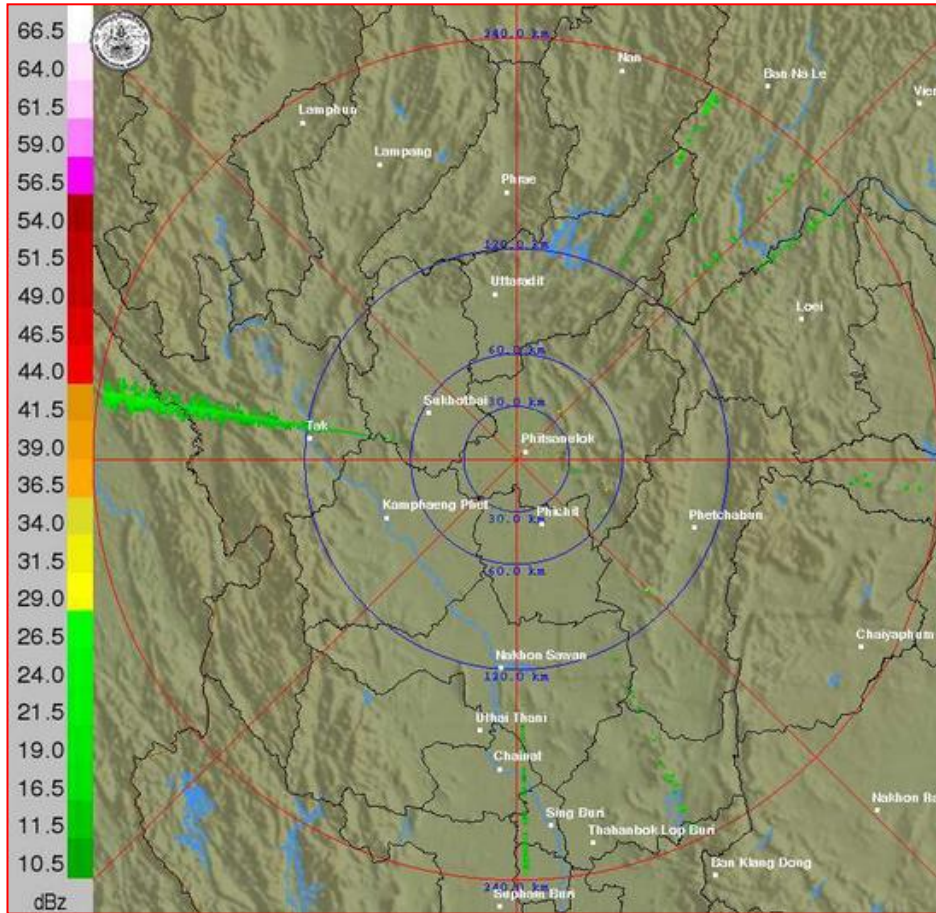 66.5
64.0
61.5
59.0
56.5
54.0
51.5
49.0
46.5
44.0
41.5
39.0
36.5
34.0
31.5
29.0
26.5
24.0
21.5
19.0
16.5
11.5
10.5
dBz
240.0 km
Nan
Ban Na Le
Vien
Lamphun
Lampang
Phrae
120.0 km
Uttaradit
Loei
60.0 km
30.0 km
Sukhothai
Tak
Phitsanulok
Kamphaeng Phet
30.0 km
Phichit
Phetchabun
60.0 km
Chaiyaphum
Nakhon Sawan
120.0 km
Uthai Thani
Chainat
Nakhon Ra
Sing Buri
Thahanbok Lop Buri
Ban Klang Dong
240.0 km
Suphan Buri